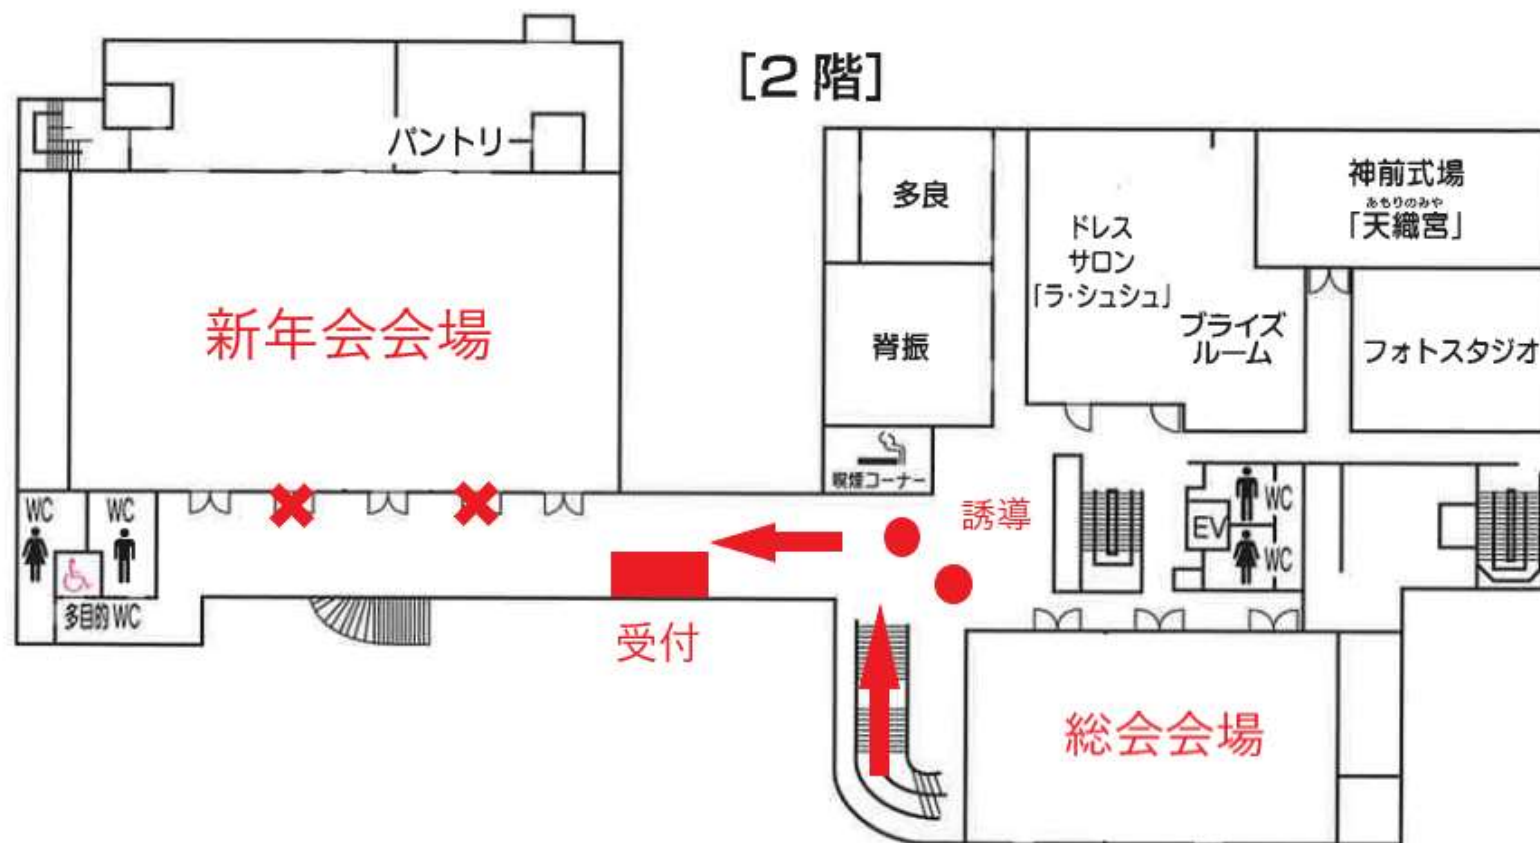 [2階]
パントリー
多良
ドレス
サロン
「ラ・シュシュ」
ブライズ
ルーム
神前式場
あもりのみや
「天織宮」
新年会会場
脊振
フォトスタジオ
喫煙コーナー
WC
WC
多目的WC
誘導
EV
WC
WC
受付
総会会場